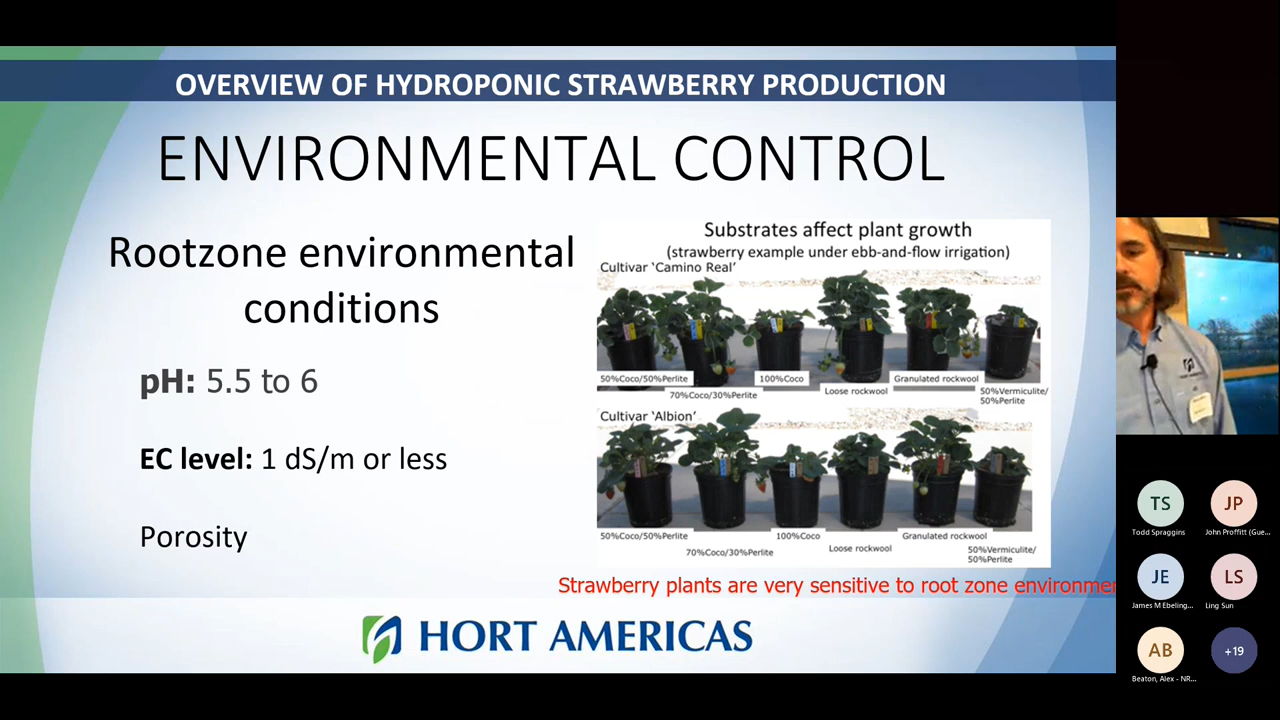 OVERVIEW OF HYDROPONIC STRAWBERRY PRODUCTION
ENVIRONMENTAL CONTROL
Rootzone environmental
conditions
pH: 5.5 to 6
EC level: 1 dS/m or less
Porosity
Substrates affect plant growth
(strawberry example under ebb-and-flow irrigation)
Cultivar ‘Camino Real’
50%Coco/50%Perlite
70%Coco/30%Perlite
100%Coco
Loose rockwool
Granulated rockwool
50%Vermiculite/
50%Perlite
Cultivar ‘Albion’
50%Coco/50%Perlite
70%Coco/30%Perlite
100%Coco
Loose rockwool
Granulated rockwool
50%Vermiculite/
50%Perlite
Strawberry plants are very sensitive to root zone environmen
HORT AMERICAS
TS
Todd Spraggins
JP
John Proffitt (Gue...
JE
James M Ebeling...
LS
Ling Sun
AB
Beaton, Alex - NR...
+19